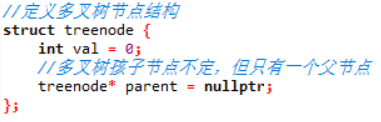 //定义多叉树节点结构
struct treenode {
    int val = 0;
    //多叉树孩子节点不定，但只有一个父节点
    treenode* parent = nullptr;
};